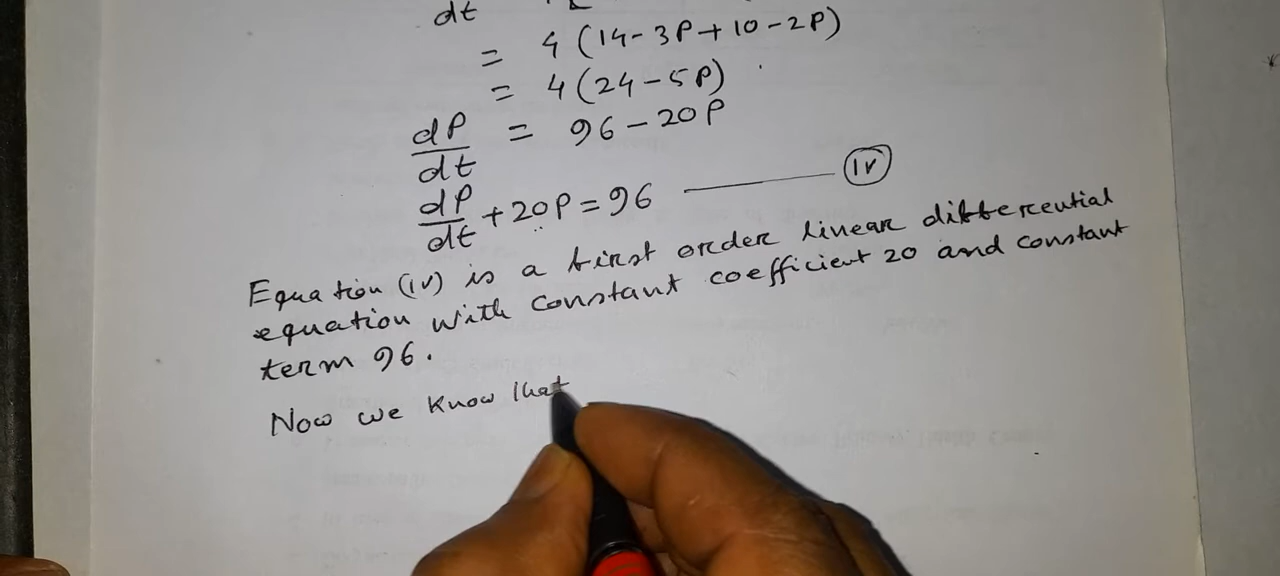 dt
= 4 (14-3P+10-2P)
= 4 (24-5P)
dP/dt = 96-20P
dP/dt + 20P = 96 (iv)
Equation (iv) is a first order linear differential
equation with constant coefficient 20 and constant
term 96.
Now we know that